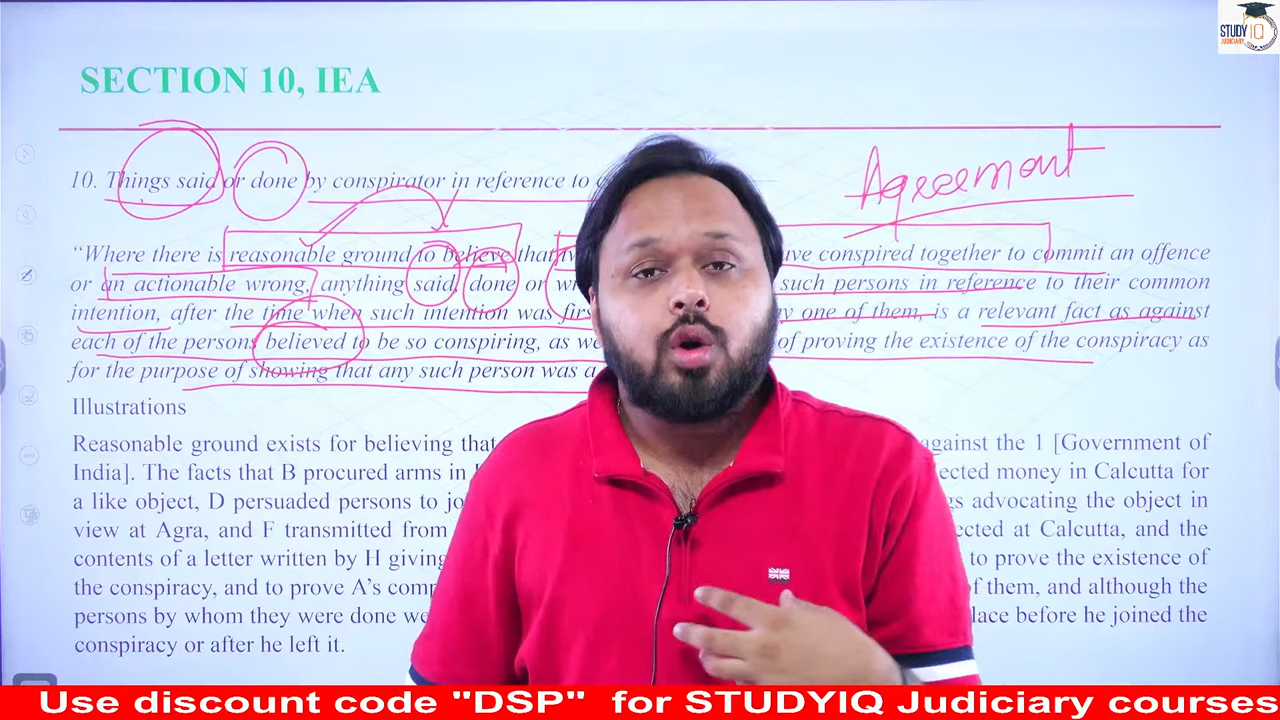 STUDY IQ
JUDICIARY
SECTION 10, IEA
10. Things said or done by conspirator in reference to
Agreemant
"Where there is reasonable ground to believe that have conspired together to commit an offence
or an actionable wrong, anything said, done or such persons in reference to their common
intention, after the time when such intention was any one of them, is a relevant fact as against
each of the persons believed to be so conspiring, as of proving the existence of the conspiracy as
for the purpose of showing that any such person was a
Illustrations
Reasonable ground exists for believing that against the 1 [Government of
India]. The facts that B procured arms in money in Calcutta for
a like object, D persuaded persons to advocating the object in
view at Agra, and F transmitted from at Calcutta, and the
contents of a letter written by H giving to prove the existence of
the conspiracy, and to prove A's of them, and although the
persons by whom they were done place before he joined the
conspiracy or after he left it.
Use discount code "DSP" for STUDYIQ Judiciary courses